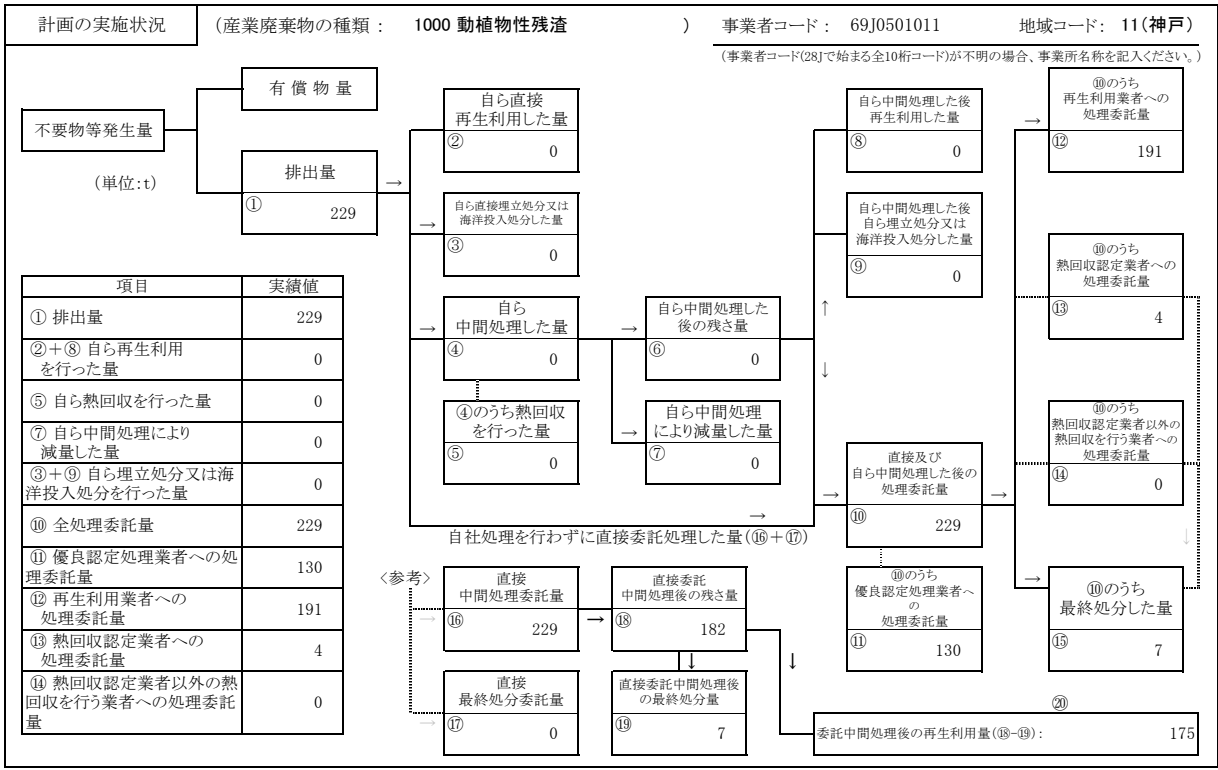 計画の実施状況
(産業廃棄物の種類： 1000 動植物性残渣 )
事業者コード： 69J0501011
地域コード： 11(神戸)
(事業者コード(28Jで始まる全10桁コード)が不明の場合、事業所名称を記入ください。)
不要物等発生量
(単位:t)
有償物量
排出量
① 229
→
自ら直接
再生利用した量
② 0
→
自ら直接埋立処分又は
海洋投入処分した量
③ 0
→
自ら
中間処理した量
④ 0
④のうち熱回収
を行った量
⑤ 0
→
自ら中間処理した
後の残さ量
⑥ 0
→
自ら中間処理
により減量した量
⑦ 0
自ら中間処理した後
再生利用した量
⑧ 0
自ら中間処理した後
自ら埋立処分又は
海洋投入処分した量
⑨ 0
↑
↓
→
直接及び
自ら中間処理した後の
処理委託量
⑩ 229
→
⑩のうち
優良認定処理業者へ
の
処理委託量
⑪ 130
→
⑩のうち
再生利用業者への
処理委託量
⑫ 191
⑩のうち
熱回収認定業者への
処理委託量
⑬ 4
⑩のうち
熱回収認定業者以外の
熱回収を行う業者への
処理委託量
⑭ 0
↓
→
⑩のうち
最終処分した量
⑮ 7
→
自社処理を行わずに直接委託処理した量(⑯＋⑰)
項目 実績値
① 排出量 229
②＋⑧ 自ら再生利用
を行った量 0
⑤ 自ら熱回収を行った量 0
⑦ 自ら中間処理により
減量した量 0
③＋⑨ 自ら埋立処分又は海
洋投入処分を行った量 0
⑩ 全処理委託量 229
⑪ 優良認定処理業者への処
理委託量 130
⑫ 再生利用業者への
処理委託量 191
⑬ 熱回収認定業者への
処理委託量 4
⑭ 熱回収認定業者以外の熱
回収を行う業者への処理委託
量 0
〈参考〉
→
直接
中間処理委託量
⑯ 229
→
直接委託
中間処理後の残さ量
⑱ 182
→
直接
最終処分委託量
⑰ 0
↓
直接委託中間処理後
の最終処分量
⑲ 7
↓
⑳
委託中間処理後の再生利用量(⑱-⑲)： 175